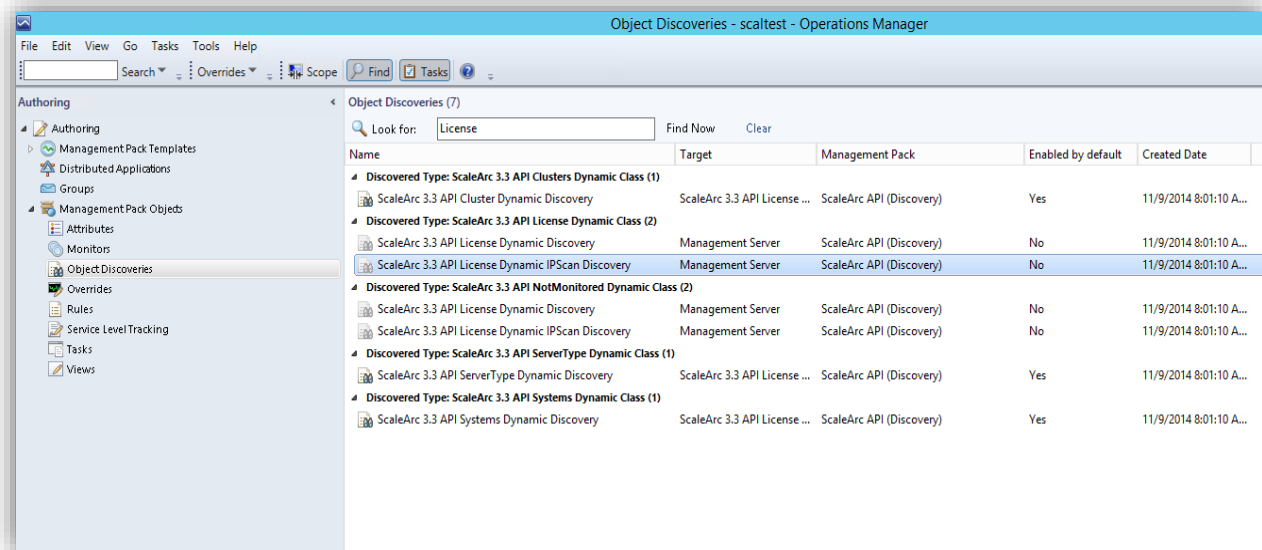 Object Discoveries - scaltest - Operations Manager
File Edit View Go Tasks Tools Help
Search Overrides Scope Find Tasks
Authoring
Authoring
Management Pack Templates
Distributed Applications
Groups
Management Pack Objects
Attributes
Monitors
Object Discoveries
Overrides
Rules
Service Level Tracking
Tasks
Views
Object Discoveries (7)
Look for: License Find Now Clear
Name Target Management Pack Enabled by default Created Date
Discovered Type: ScaleArc 3.3 API Clusters Dynamic Class (1)
ScaleArc 3.3 API Cluster Dynamic Discovery ScaleArc 3.3 API License ... ScaleArc API (Discovery) Yes 11/9/2014 8:01:10 A...
Discovered Type: ScaleArc 3.3 API License Dynamic Class (2)
ScaleArc 3.3 API License Dynamic Discovery Management Server ScaleArc API (Discovery) No 11/9/2014 8:01:10 A...
ScaleArc 3.3 API License Dynamic IPScan Discovery Management Server ScaleArc API (Discovery) No 11/9/2014 8:01:10 A...
Discovered Type: ScaleArc 3.3 API NotMonitored Dynamic Class (2)
ScaleArc 3.3 API License Dynamic Discovery Management Server ScaleArc API (Discovery) No 11/9/2014 8:01:10 A...
ScaleArc 3.3 API License Dynamic IPScan Discovery Management Server ScaleArc API (Discovery) No 11/9/2014 8:01:10 A...
Discovered Type: ScaleArc 3.3 API ServerType Dynamic Class (1)
ScaleArc 3.3 API ServerType Dynamic Discovery ScaleArc 3.3 API License ... ScaleArc API (Discovery) Yes 11/9/2014 8:01:10 A...
Discovered Type: ScaleArc 3.3 API Systems Dynamic Class (1)
ScaleArc 3.3 API Systems Dynamic Discovery ScaleArc 3.3 API License ... ScaleArc API (Discovery) Yes 11/9/2014 8:01:10 A...